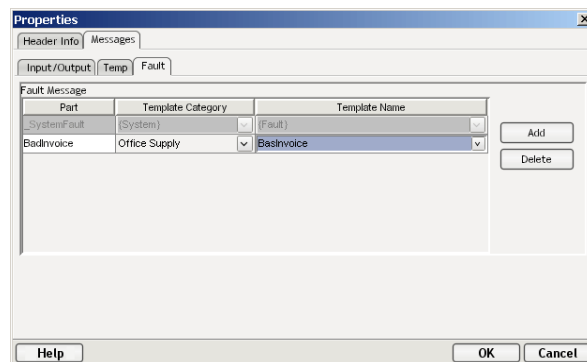 Properties
Header Info Messages
Input/Output Temp Fault
Fault Message
Part Template Category Template Name
_SystemFault {System} {Fault}
BadInvoice Office Supply BasInvoice
Add
Delete
Help OK Cancel